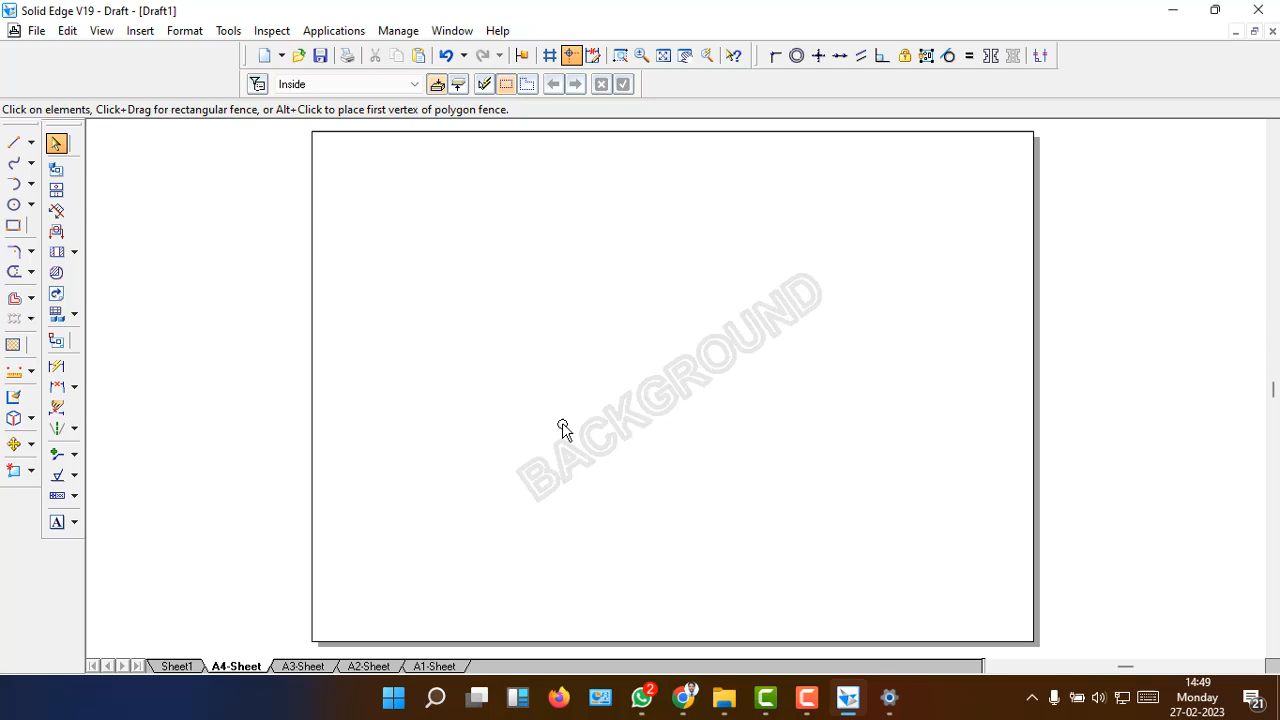 Solid Edge V19 - Draft - [Draft1]
File Edit View Insert Format Tools Inspect Applications Manage Window Help
Inside
Click on elements, Click+Drag for rectangular fence, or Alt+Click to place first vertex of polygon fence.
BACKGROUND
A
Sheet1 A4-Sheet A3-Sheet A2-Sheet A1-Sheet
2
14:49
Monday
27-02-2023
21